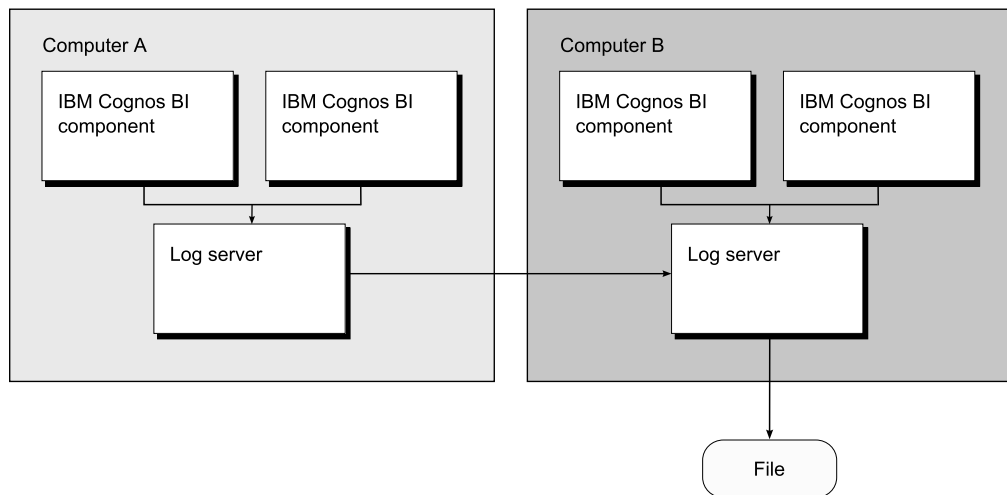 Computer A
IBM Cognos BI
component
IBM Cognos BI
component
Log server
Computer B
IBM Cognos BI
component
IBM Cognos BI
component
Log server
File